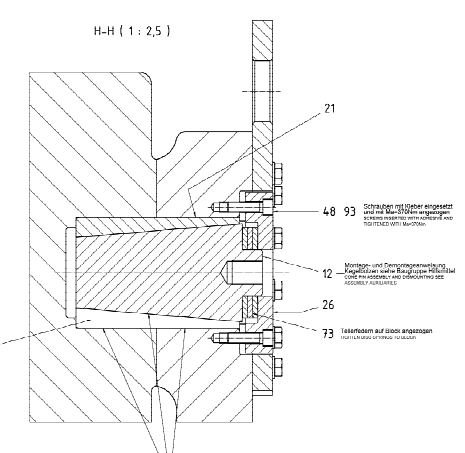 H-H ( 1 : 2,5 )
21
48 93 Schrauben mit Kleber eingesetzt
und mit Ma=370Nm angezogen
SCREWS INSERTED WITH ADHESIVE AND
TIGHTENED WITH Ma=370Nm
12 Montage- und Demontageanweisung
Kegelbolzen siehe Baugruppe Hilfsmittel
CONE PIN ASSEMBLY AND DISMOUNTING SEE
ASSEMBLY AUXILIARIES
26
73 Tellerfedern auf Block angezogen
TIGHTEN DISC SPRINGS TO BLOCK